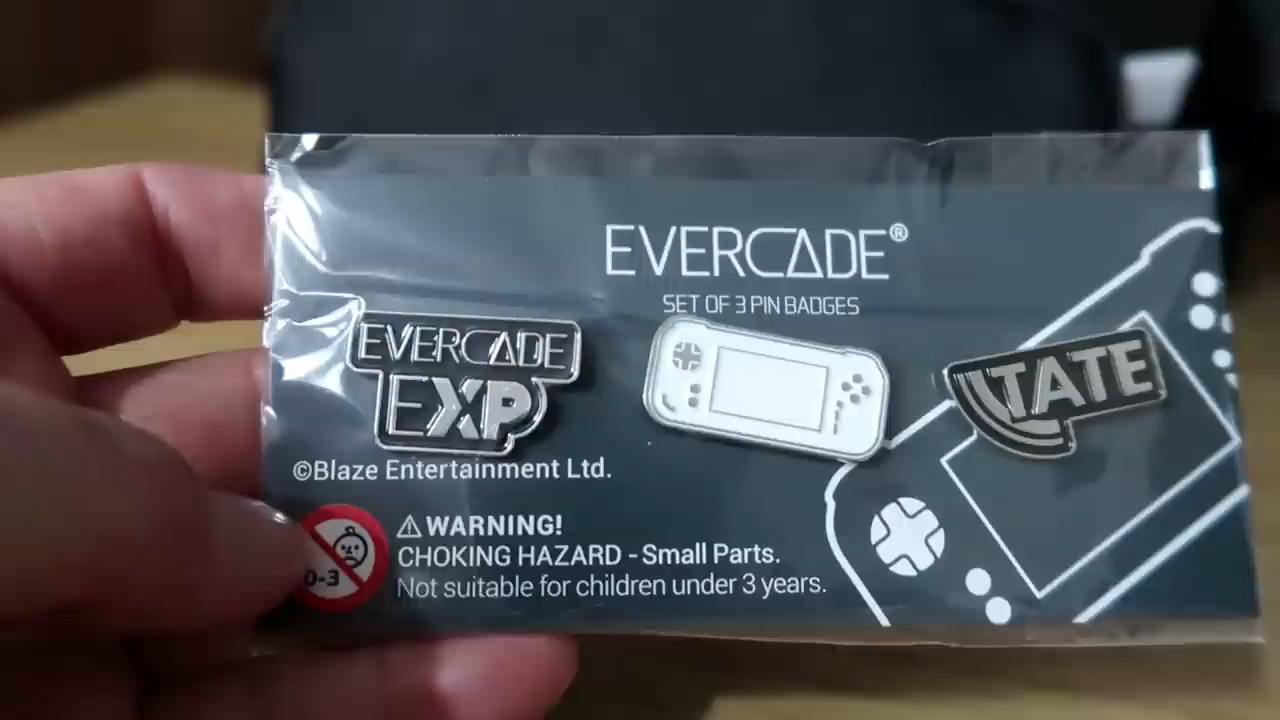 EVERCADE®
SET OF 3 PIN BADGES
EVERCADE
EXP
TATE
©Blaze Entertainment Ltd.
⚠ WARNING!
CHOKING HAZARD - Small Parts.
0-3
Not suitable for children under 3 years.